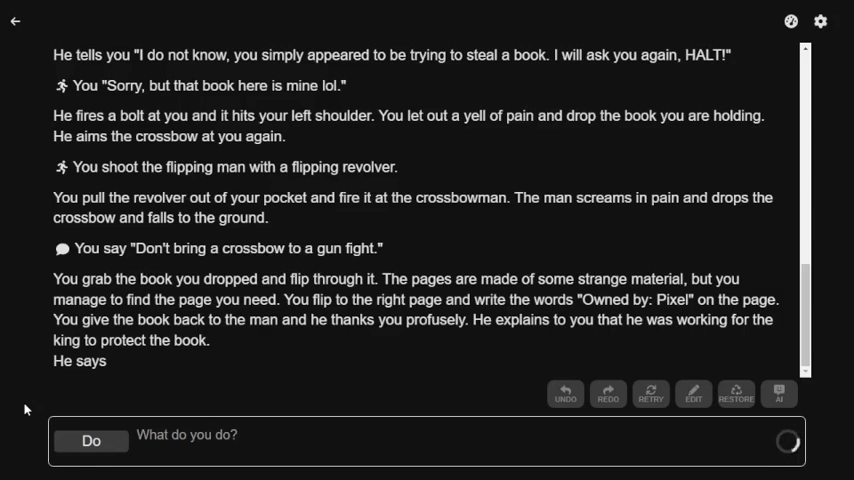 He tells you "I do not know, you simply appeared to be trying to steal a book. I will ask you again, HALT!"
You "Sorry, but that book here is mine lol."
He fires a bolt at you and it hits your left shoulder. You let out a yell of pain and drop the book you are holding.
He aims the crossbow at you again.
You shoot the flipping man with a flipping revolver.
You pull the revolver out of your pocket and fire it at the crossbowman. The man screams in pain and drops the
crossbow and falls to the ground.
You say "Don't bring a crossbow to a gun fight."
You grab the book you dropped and flip through it. The pages are made of some strange material, but you
manage to find the page you need. You flip to the right page and write the words "Owned by: Pixel" on the page.
You give the book back to the man and he thanks you profusely. He explains to you that he was working for the
king to protect the book.
He says
UNDO REDO RETRY EDIT RESTORE AI
Do What do you do?